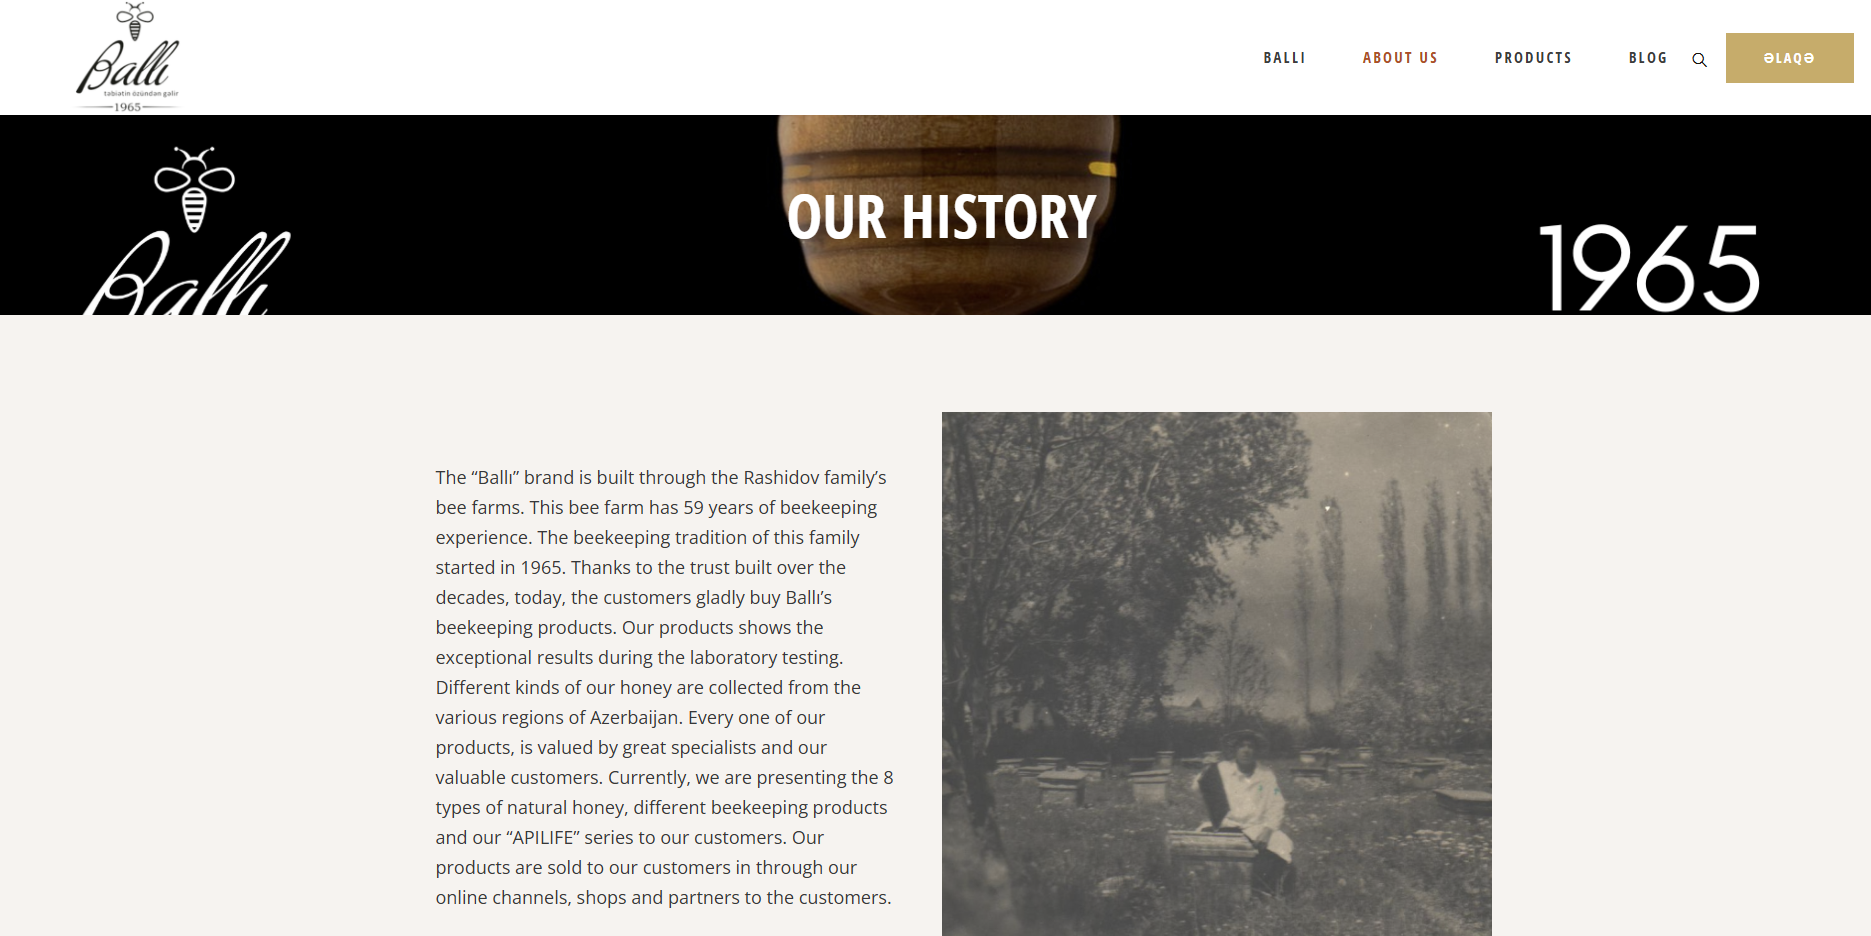 Ballı
təbiətin özündən gəlir
1965
BALLI
ABOUT US
PRODUCTS
BLOG
ƏLAQƏ
Ballı
OUR HISTORY
1965
The “Ballı” brand is built through the Rashidov family’s
bee farms. This bee farm has 59 years of beekeeping
experience. The beekeeping tradition of this family
started in 1965. Thanks to the trust built over the
decades, today, the customers gladly buy Ballı’s
beekeeping products. Our products shows the
exceptional results during the laboratory testing.
Different kinds of our honey are collected from the
various regions of Azerbaijan. Every one of our
products, is valued by great specialists and our
valuable customers. Currently, we are presenting the 8
types of natural honey, different beekeeping products
and our “APILIFE” series to our customers. Our
products are sold to our customers in through our
online channels, shops and partners to the customers.